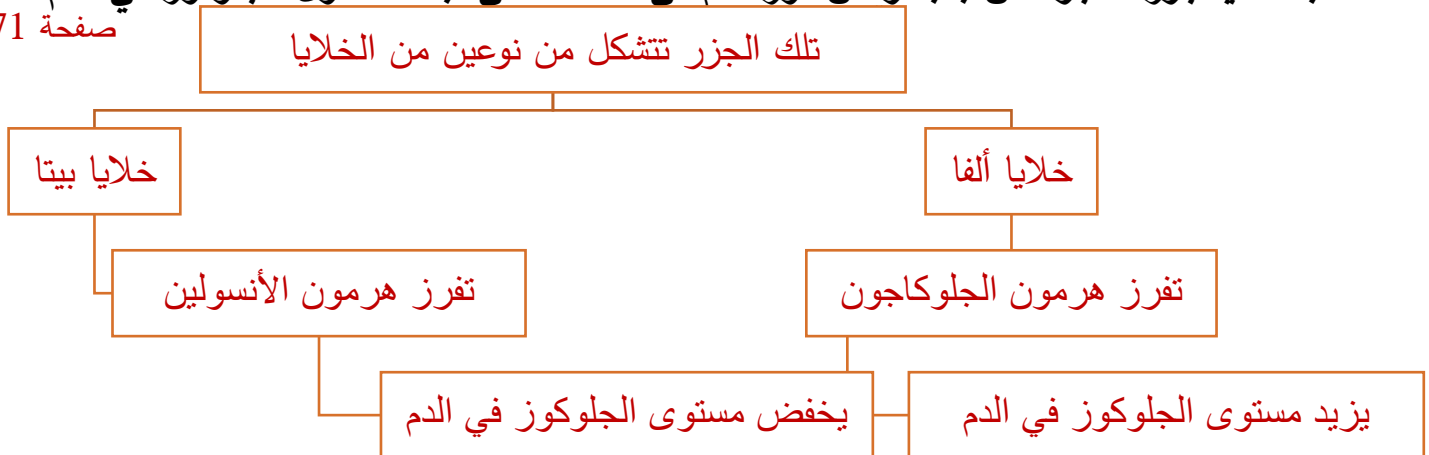 صفحة 71
تلك الجزر تتشكل من نوعين من الخلايا
خلايا ألفا
خلايا بيتا
تفرز هرمون الجلوكاجون
تفرز هرمون الأنسولين
يزيد مستوى الجلوكوز في الدم
يخفض مستوى الجلوكوز في الدم